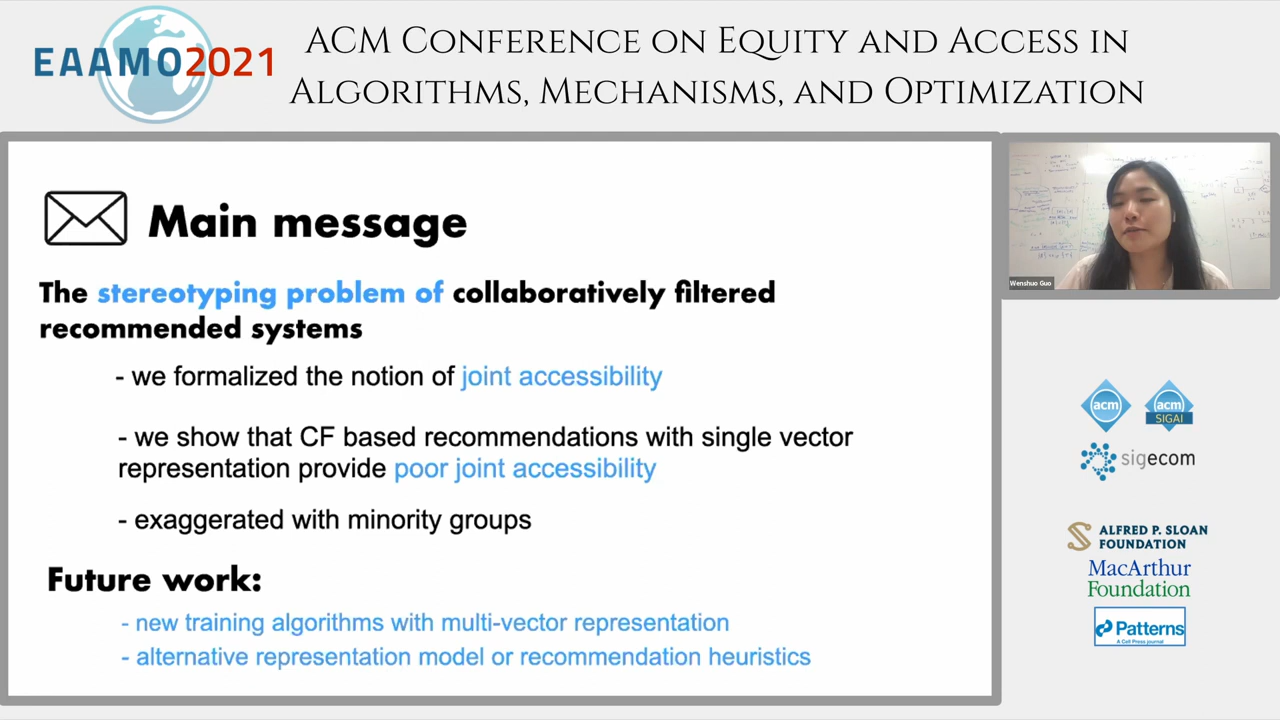 EAAMO2021
ACM Conference on Equity and Access in
Algorithms, Mechanisms, and Optimization
Main message
The stereotyping problem of collaboratively filtered
recommended systems
- we formalized the notion of joint accessibility
- we show that CF based recommendations with single vector
representation provide poor joint accessibility
- exaggerated with minority groups
Future work:
- new training algorithms with multi-vector representation
- alternative representation model or recommendation heuristics
Wenshuo Guo
acm
acm
SIGAI
sigecom
ALFRED P. SLOAN
FOUNDATION
MacArthur
Foundation
Patterns
A Cell Press journal